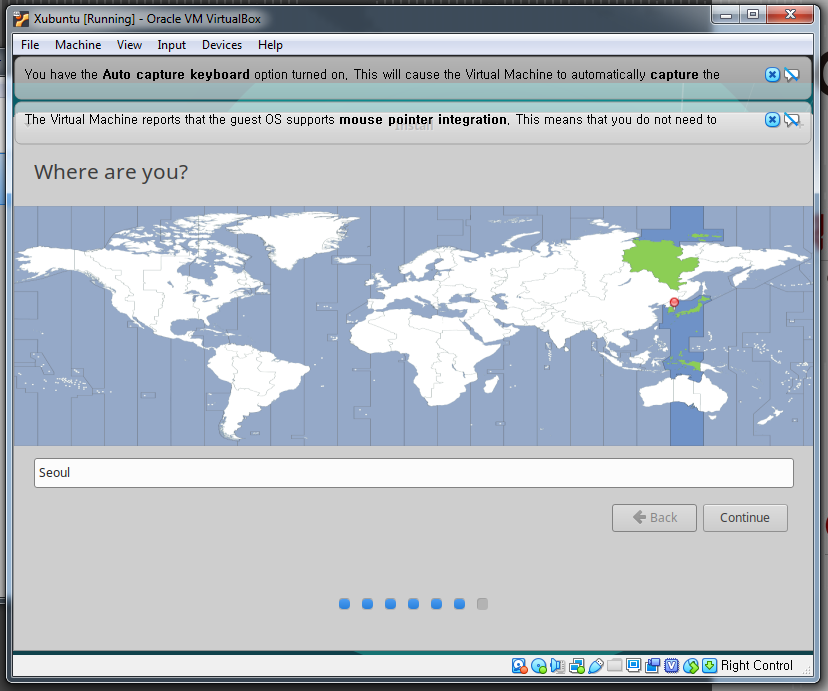 Xubuntu [Running] - Oracle VM VirtualBox
File Machine View Input Devices Help
You have the Auto capture keyboard option turned on. This will cause the Virtual Machine to automatically capture the
The Virtual Machine reports that the guest OS supports mouse pointer integration. This means that you do not need to
Install
Where are you?
Seoul
Back Continue
Right Control